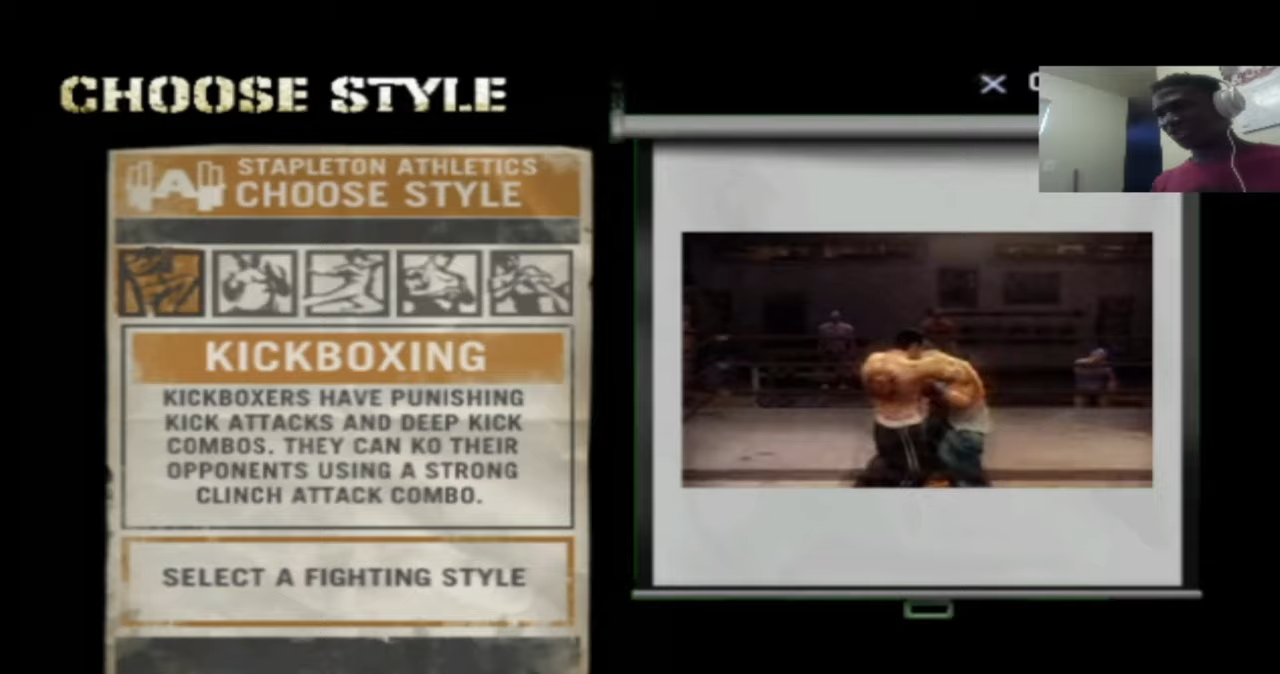 CHOOSE STYLE
STAPLETON ATHLETICS
CHOOSE STYLE
KICKBOXING
KICKBOXERS HAVE PUNISHING
KICK ATTACKS AND DEEP KICK
COMBOS. THEY CAN KO THEIR
OPPONENTS USING A STRONG
CLINCH ATTACK COMBO.
SELECT A FIGHTING STYLE